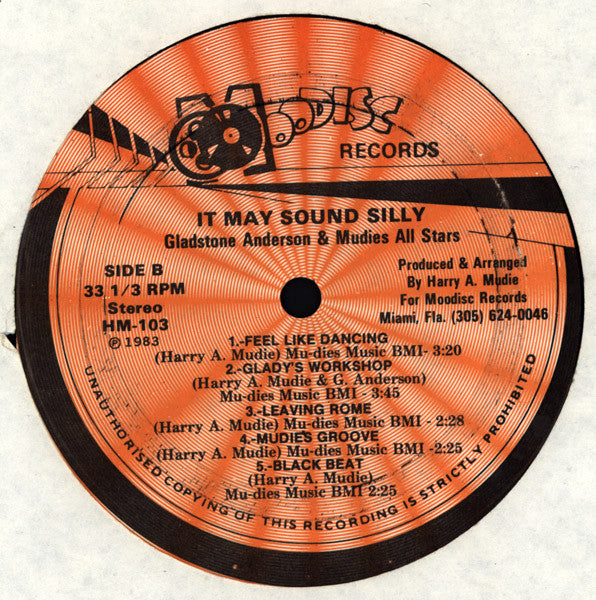 MOODISC
RECORDS
IT MAY SOUND SILLY
Gladstone Anderson & Mudies All Stars
SIDE B
33 1/3 RPM
Stereo
HM-103
℗ 1983
Produced & Arranged
By Harry A. Mudie
For Moodisc Records
Miami, Fla. (305) 624-0046
1.-FEEL LIKE DANCING
(Harry A. Mudie) Mu-dies Music BMI- 3:20
2.-GLADY'S WORKSHOP
(Harry A. Mudie & G. Anderson)
Mu-dies Music BMI - 3:45
3.-LEAVING ROME
(Harry A. Mudie) Mu-dies Music BMI - 2:28
4.-MUDIES GROOVE
(Harry A. Mudie) Mu-dies Music BMI -2:25
5.-BLACK BEAT
(Harry A. Mudie)
Mu-dies Music BMI 2:25
UNAUTHORISED COPYING OF THIS RECORDING IS STRICTLY PROHIBITED